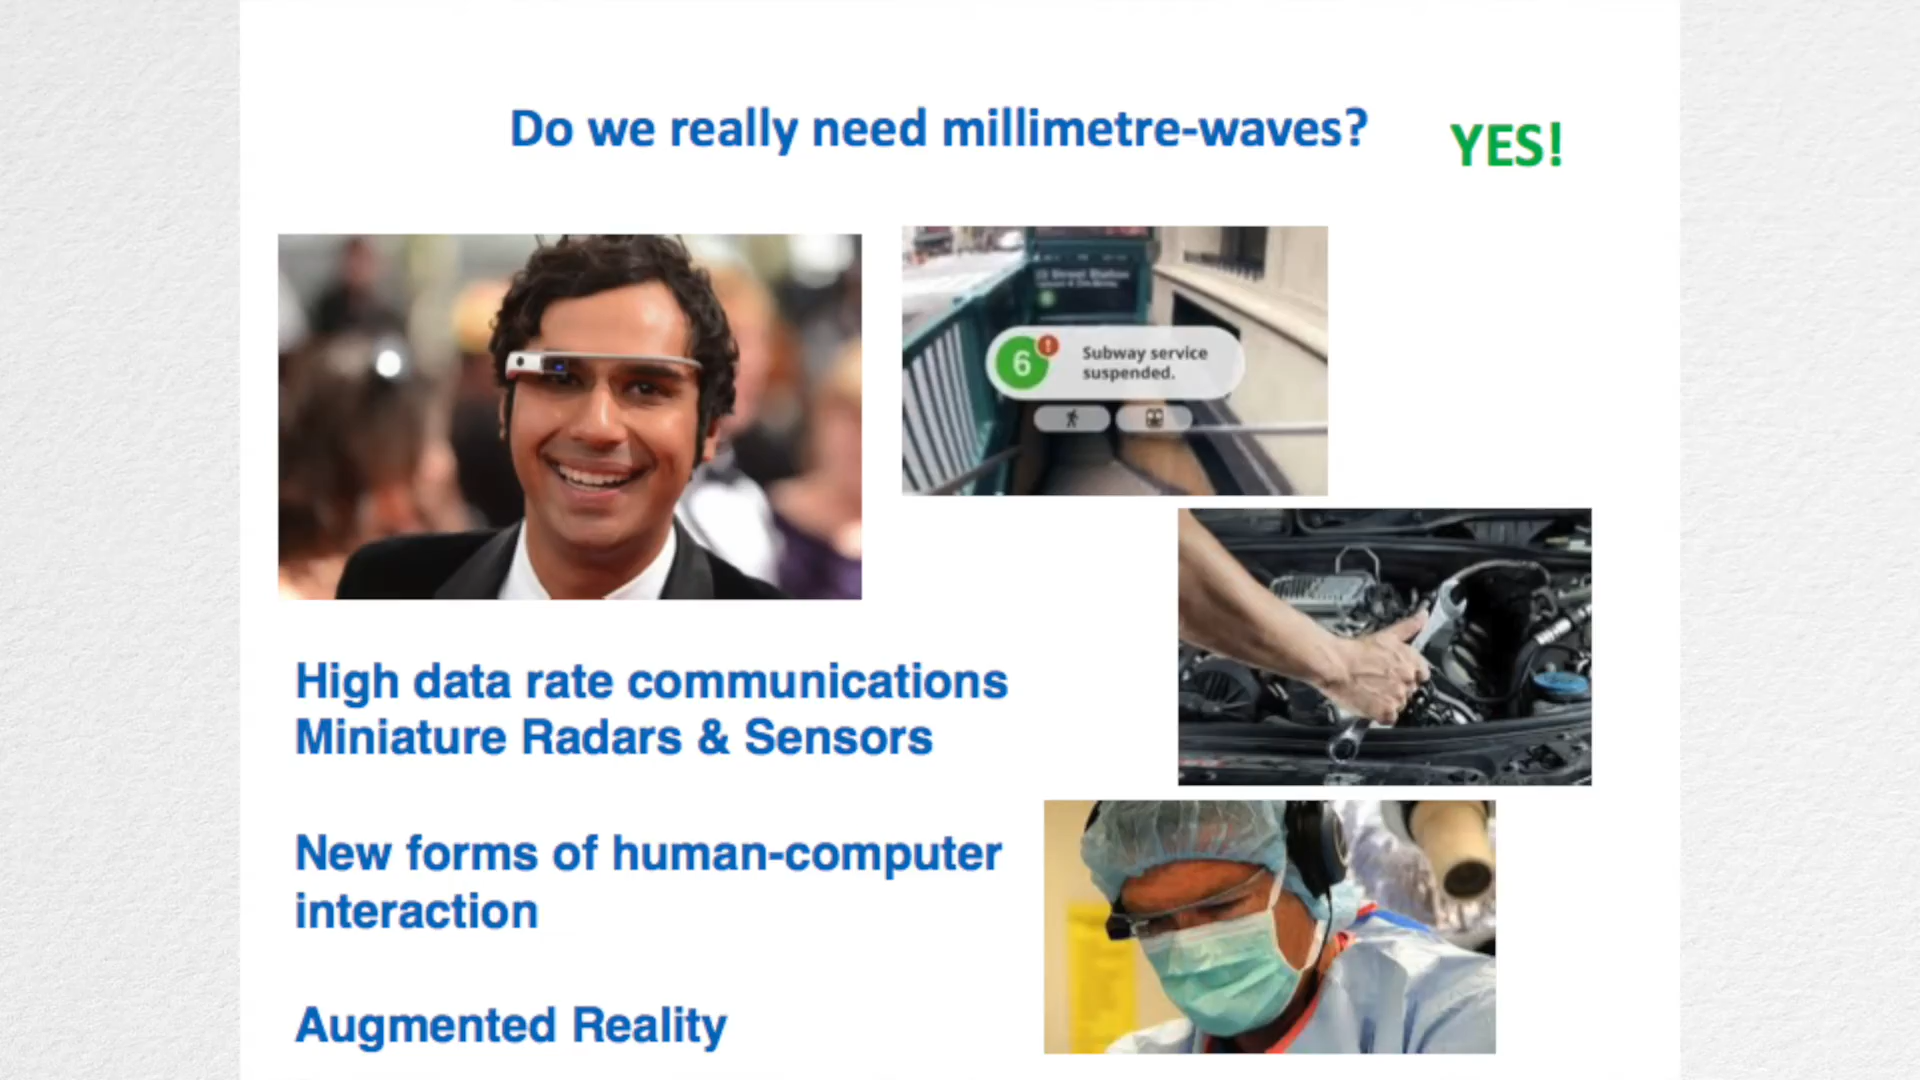 Do we really need millimetre-waves?
YES!
6
!
Subway service
suspended.
High data rate communications
Miniature Radars & Sensors
New forms of human-computer
interaction
Augmented Reality